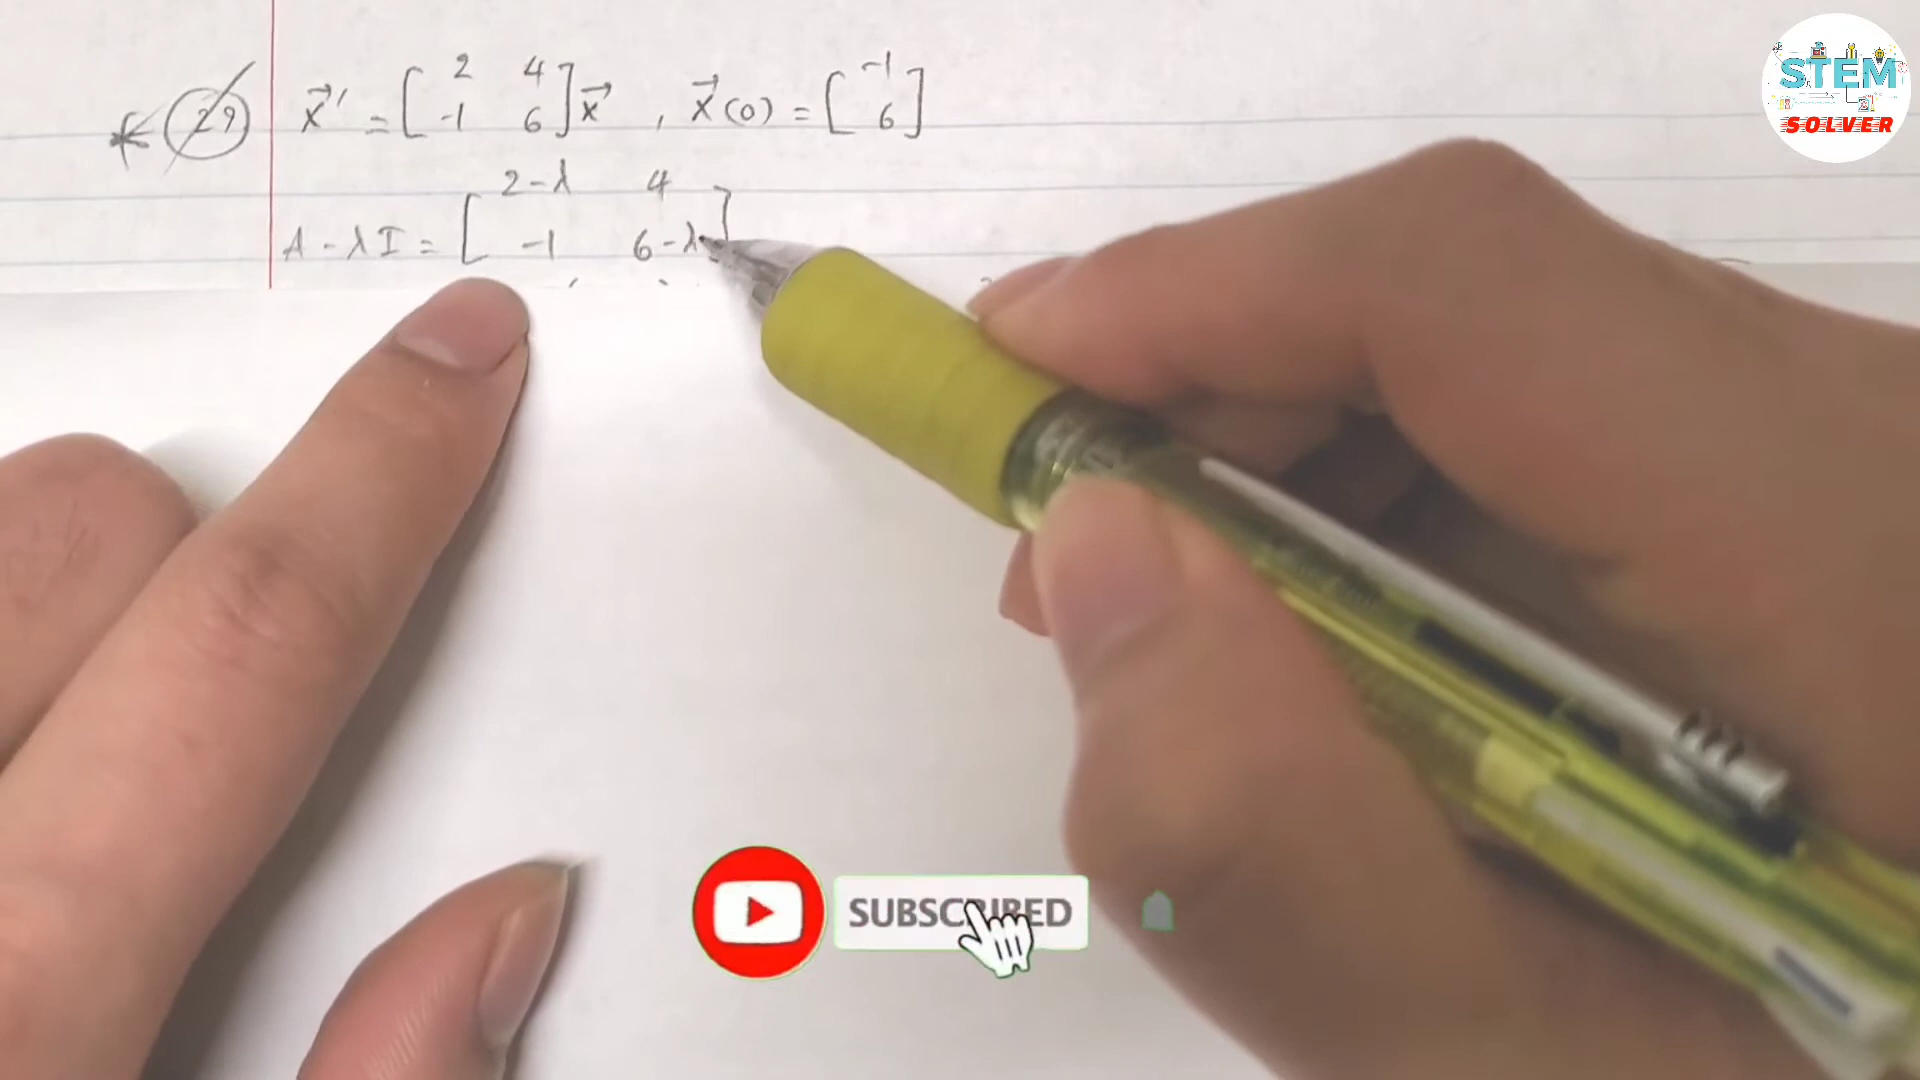 29 x⃗' = [2 4; -1 6] x⃗ , x⃗(0) = [-1; 6]
A - λI = [2-λ 4; -1 6-λ]
STEM
SOLVER
SUBSCRIBED